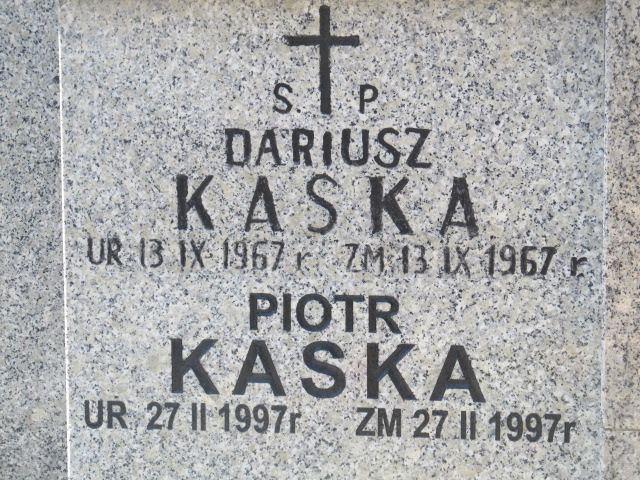 S. P
DARIUSZ
KASKA
UR. 13 IX 1967 r ZM. 13 IX 1967 r.
PIOTR
KASKA
UR. 27 II 1997r ZM 27 II 1997r